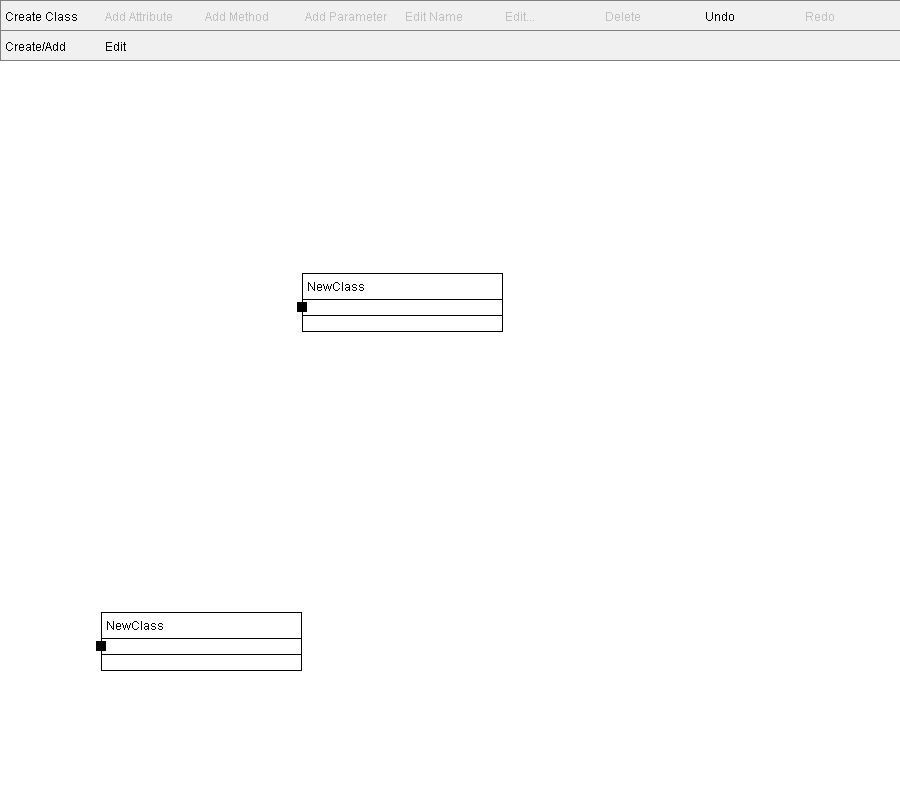 Create Class Add Attribute Add Method Add Parameter Edit Name Edit... Delete Undo Redo
Create/Add Edit
NewClass
NewClass